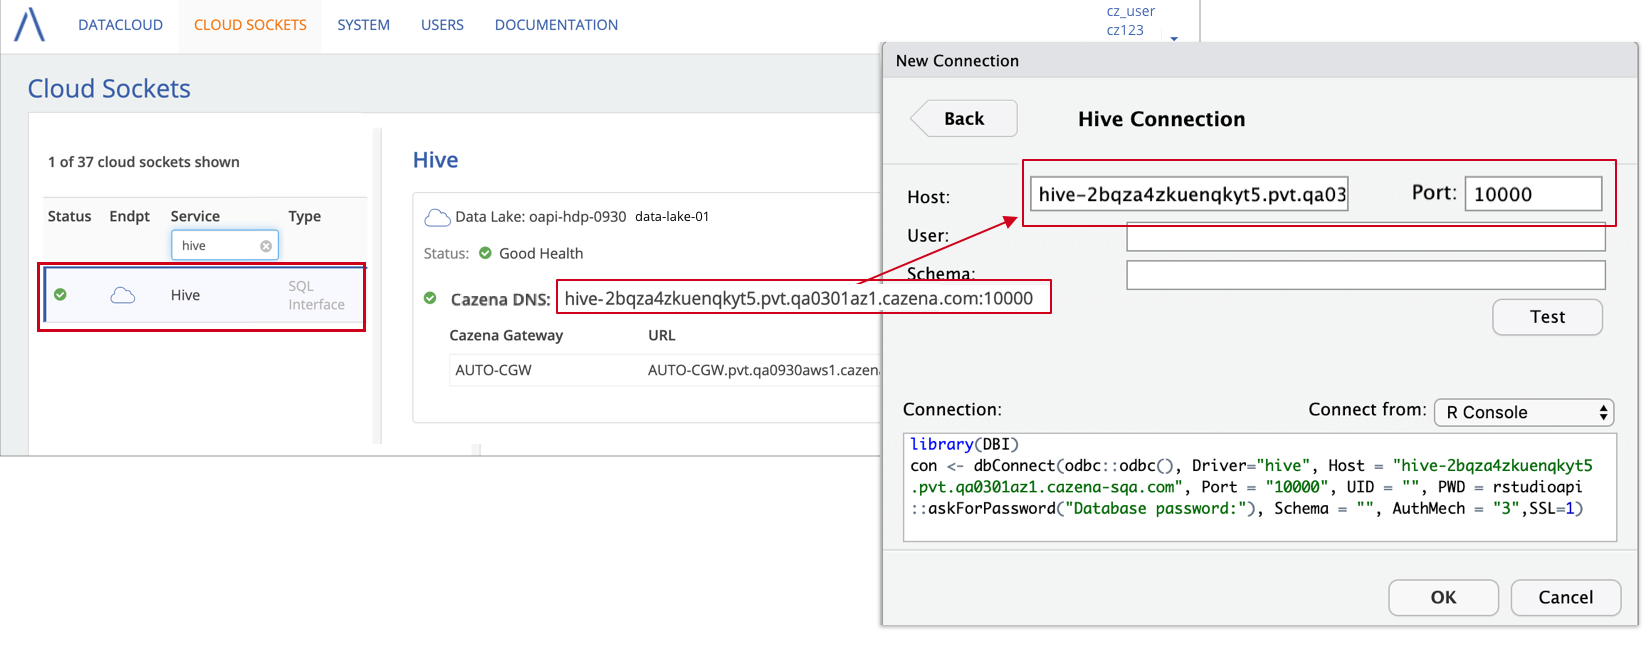 DATACLOUD CLOUD SOCKETS SYSTEM USERS DOCUMENTATION
cz_user
cz123
Cloud Sockets
1 of 37 cloud sockets shown
Status Endpt Service Type
hive
Hive
SQL
Interface
Hive
Data Lake: oapi-hdp-0930 data-lake-01
Status: Good Health
Cazena DNS: hive-2bqza4zkuenqkyt5.pvt.qa0301az1.cazena.com:10000
Cazena Gateway URL
AUTO-CGW AUTO-CGW.pvt.qa0930aws1.cazen
New Connection
Back Hive Connection
Host: hive-2bqza4zkuenqkyt5.pvt.qa03 Port: 10000
User:
Schema:
Test
Connection: Connect from: R Console
library(DBI)
con <- dbConnect(odbc::odbc(), Driver="hive", Host = "hive-2bqza4zkuenqkyt5
.pvt.qa0301az1.cazena-sqa.com", Port = "10000", UID = "", PWD = rstudioapi
::askForPassword("Database password:"), Schema = "", AuthMech = "3",SSL=1)
OK Cancel